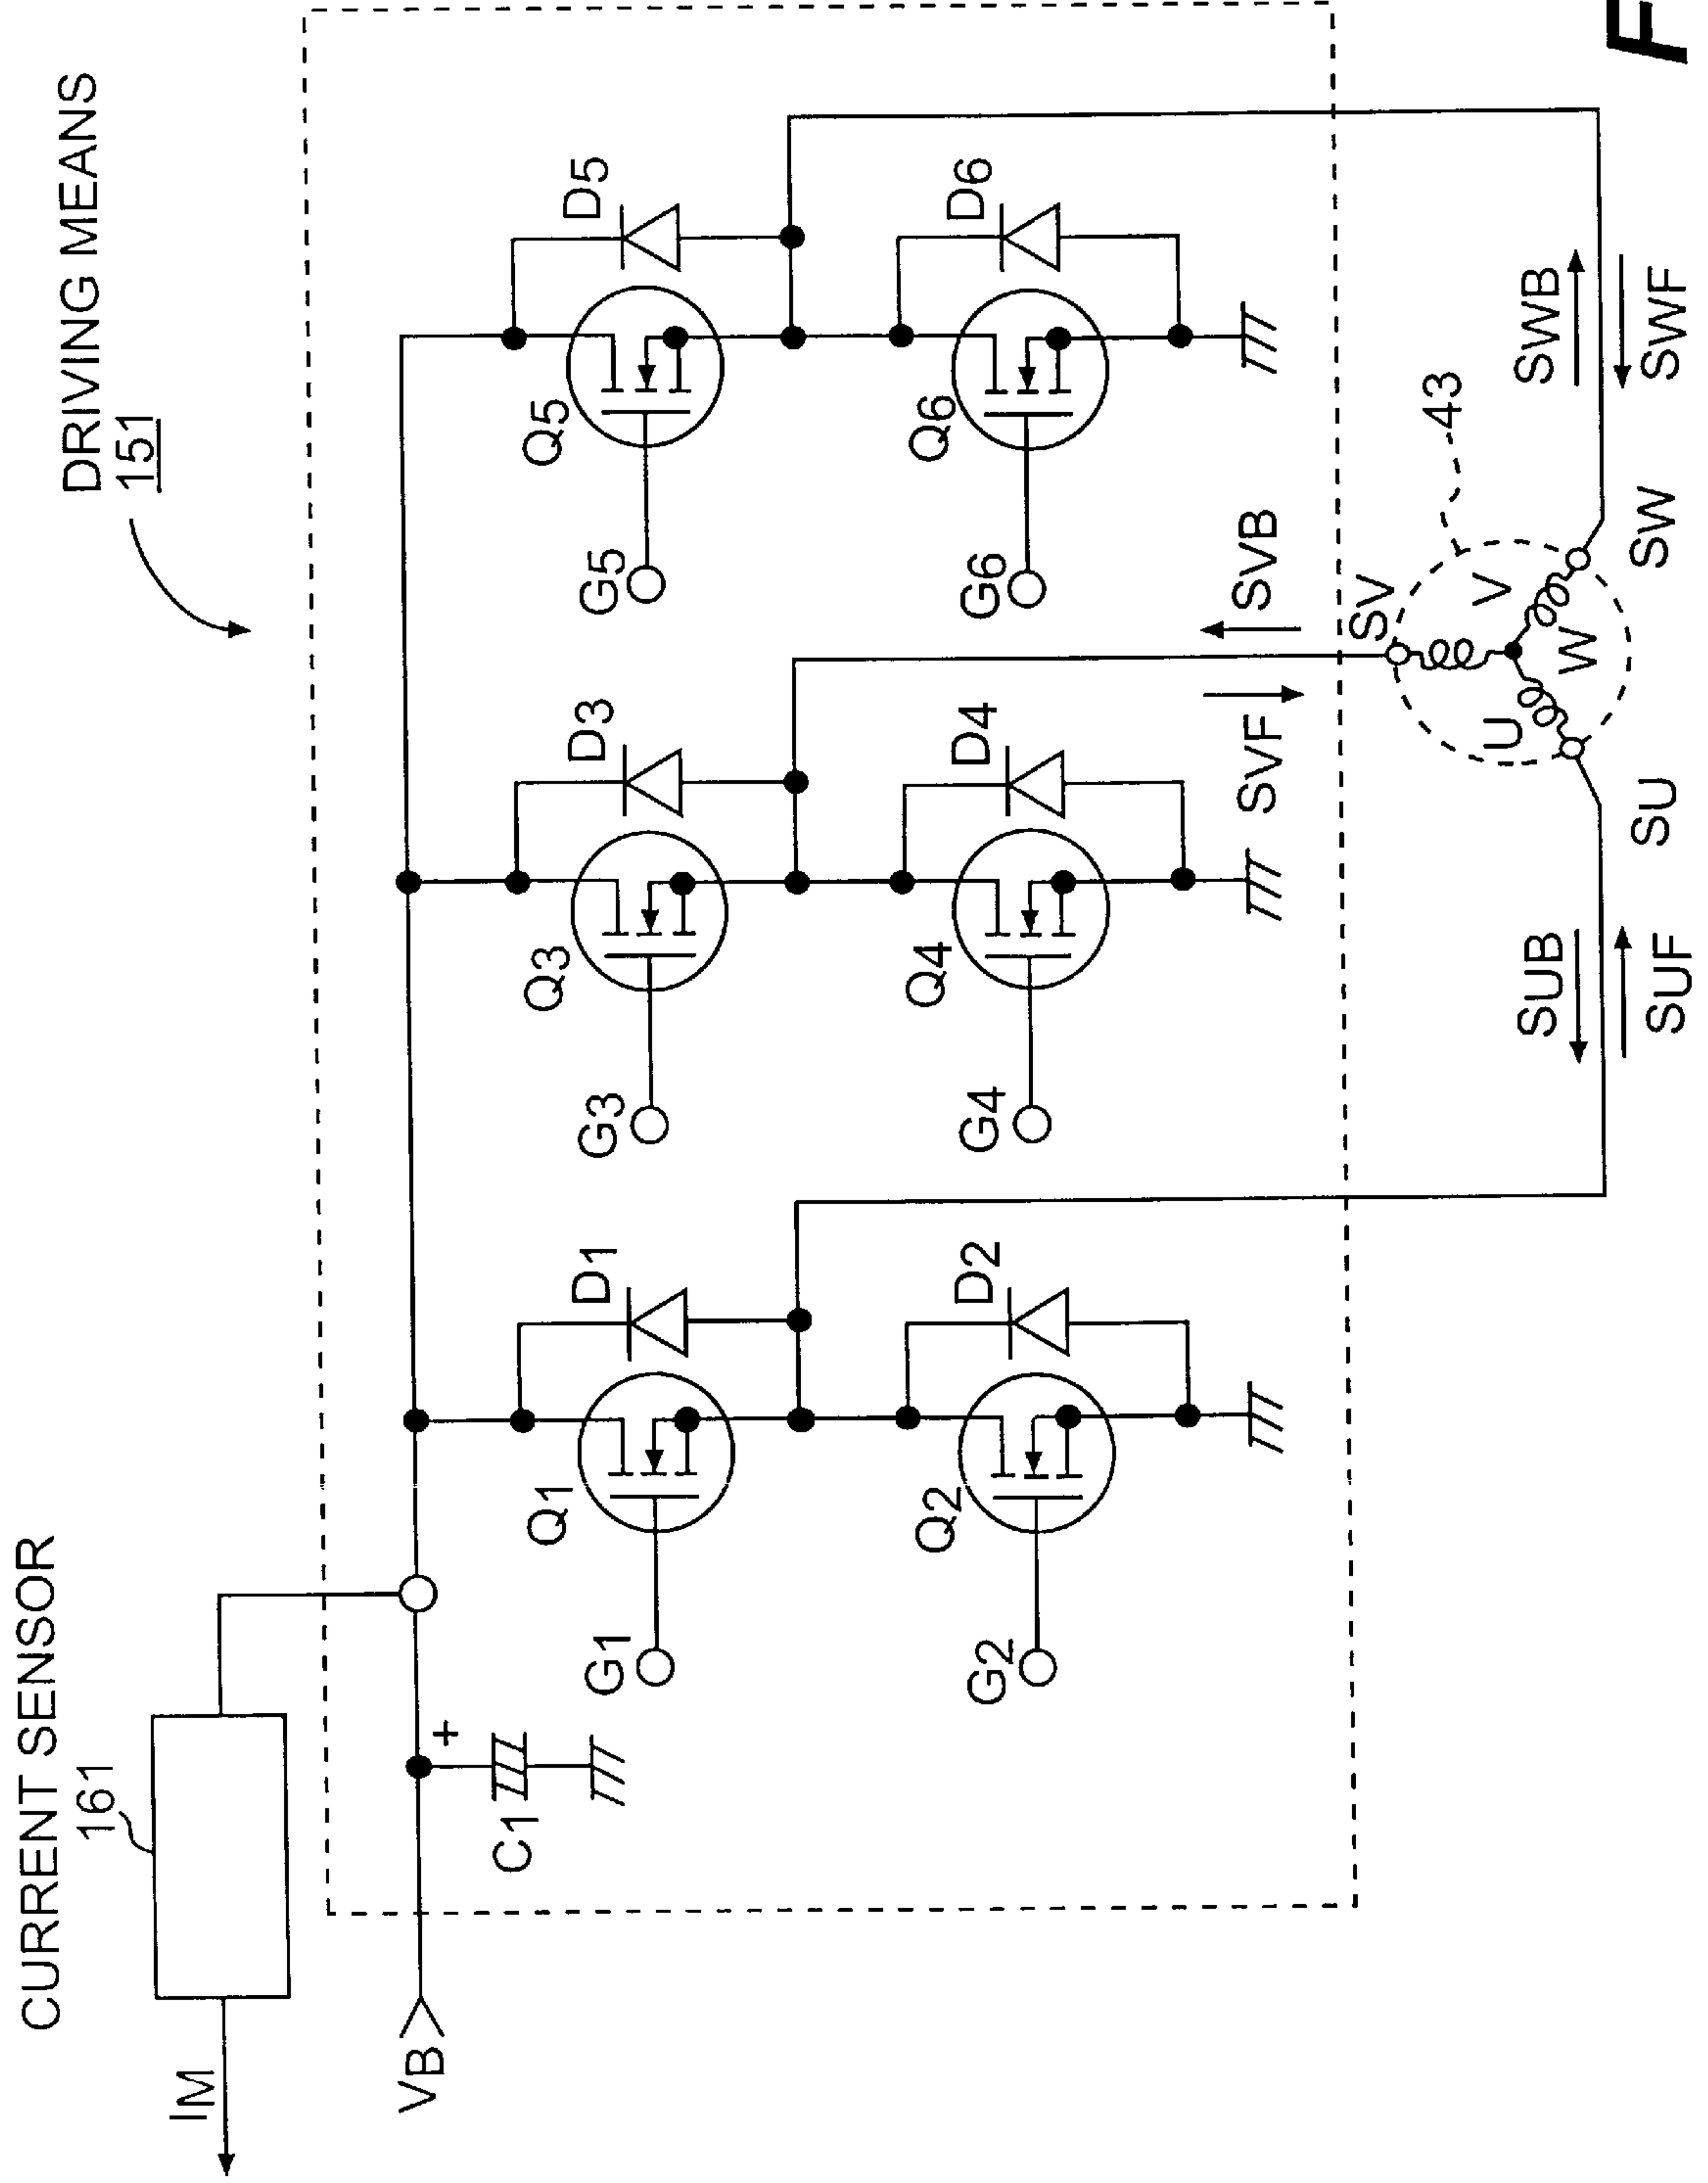 DRIVING MEANS
151
CURRENT SENSOR
161
IM
VB
+
C1
G1
Q1
D1
G3
Q3
D3
G5
Q5
D5
G2
Q2
D2
G4
Q4
D4
G6
Q6
D6
SVF
SVB
SV
43
U
V
W
SUB
SUF
SU
SW
SWB
SWF
F